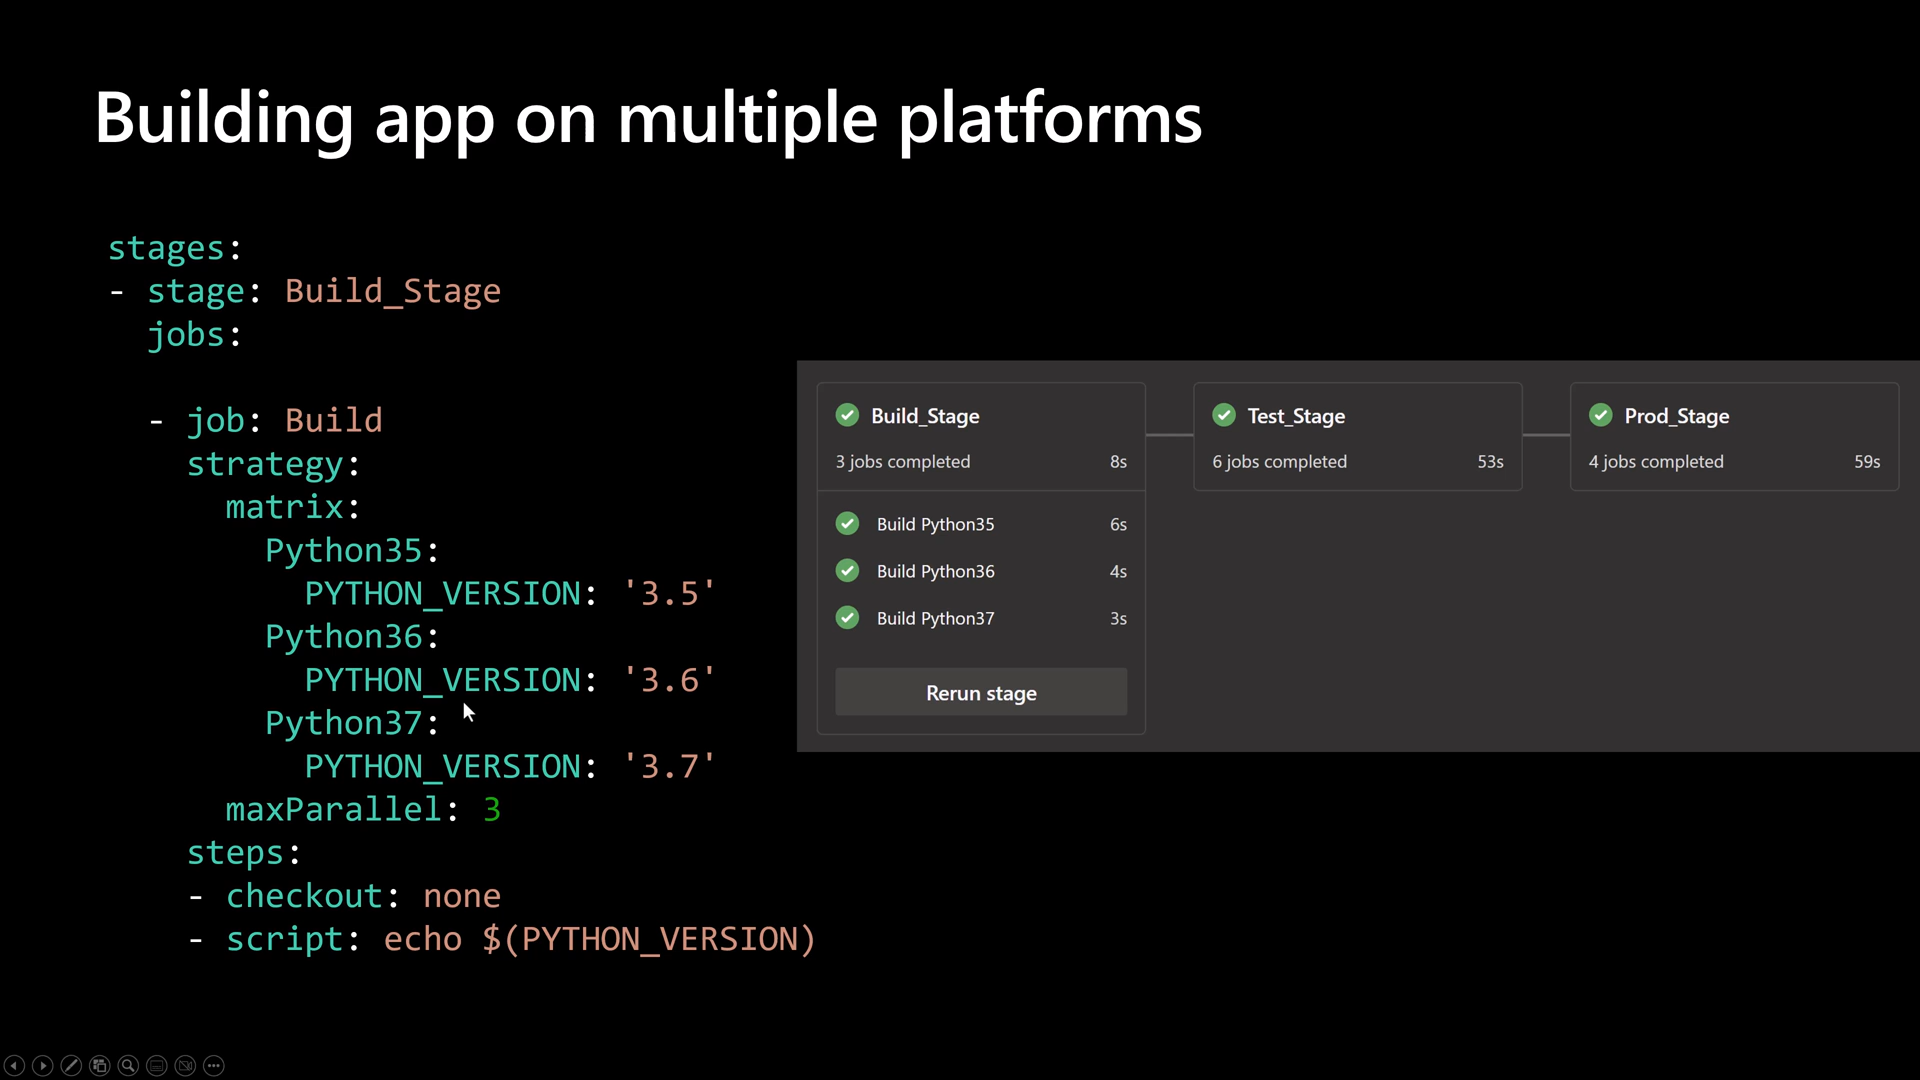 Building app on multiple platforms
stages:
- stage: Build_Stage
  jobs:
  - job: Build
    strategy:
      matrix:
        Python35:
          PYTHON_VERSION: '3.5'
        Python36:
          PYTHON_VERSION: '3.6'
        Python37:
          PYTHON_VERSION: '3.7'
      maxParallel: 3
    steps:
    - checkout: none
    - script: echo $(PYTHON_VERSION)
Build_Stage
3 jobs completed 8s
Build Python35 6s
Build Python36 4s
Build Python37 3s
Rerun stage
Test_Stage
6 jobs completed 53s
Prod_Stage
4 jobs completed 59s